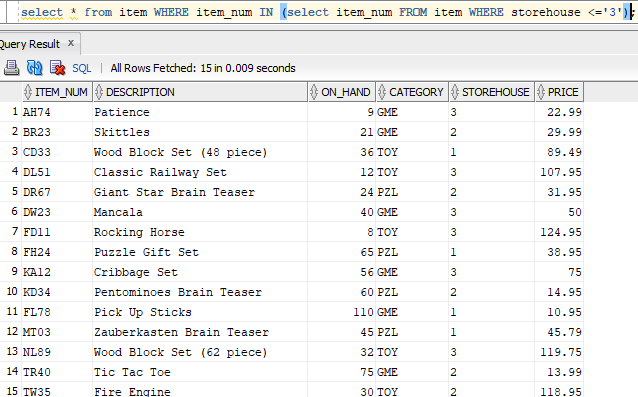 select * from item WHERE item_num IN (select item_num FROM item WHERE storehouse <='3');
Query Result x
SQL | All Rows Fetched: 15 in 0.009 seconds
ITEM_NUM DESCRIPTION ON_HAND CATEGORY STOREHOUSE PRICE
1 AH74 Patience 9 GME 3 22.99
2 BR23 Skittles 21 GME 2 29.99
3 CD33 Wood Block Set (48 piece) 36 TOY 1 89.49
4 DL51 Classic Railway Set 12 TOY 3 107.95
5 DR67 Giant Star Brain Teaser 24 PZL 2 31.95
6 DW23 Mancala 40 GME 3 50
7 FD11 Rocking Horse 8 TOY 3 124.95
8 FH24 Puzzle Gift Set 65 PZL 1 38.95
9 KA12 Cribbage Set 56 GME 3 75
10 KD34 Pentominoes Brain Teaser 60 PZL 2 14.95
11 FL78 Pick Up Sticks 110 GME 1 10.95
12 MT03 Zauberkasten Brain Teaser 45 PZL 1 45.79
13 NL89 Wood Block Set (62 piece) 32 TOY 3 119.75
14 TR40 Tic Tac Toe 75 GME 2 13.99
15 TW35 Fire Engine 30 TOY 2 118.95